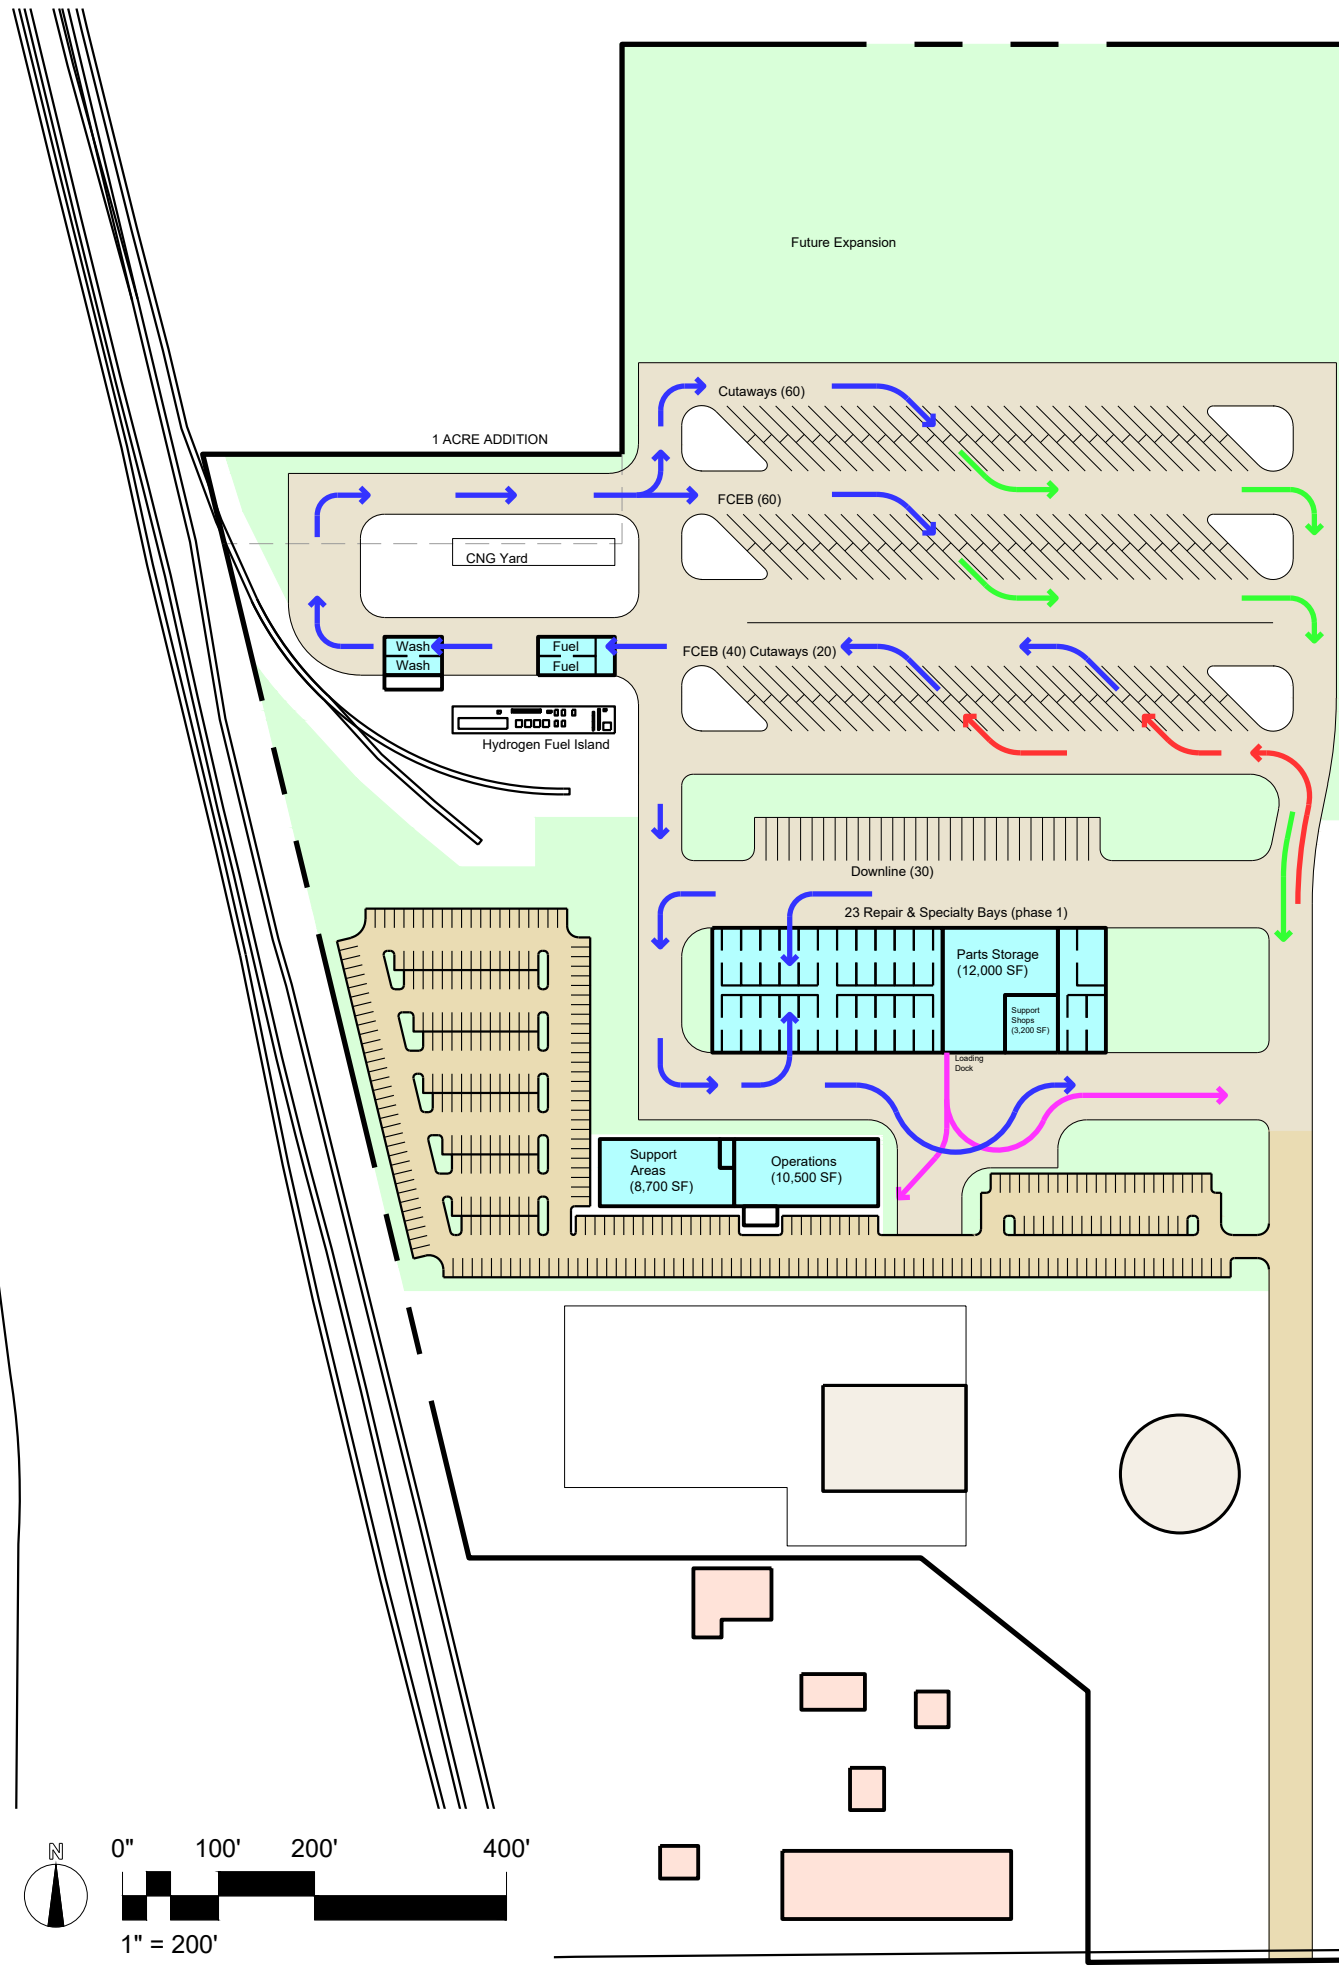 Future Expansion
Cutaways (60)
1 ACRE ADDITION
FCEB (60)
CNG Yard
Wash
Wash
Fuel
Fuel
FCEB (40) Cutaways (20)
Hydrogen Fuel Island
Downline (30)
23 Repair & Specialty Bays (phase 1)
Parts Storage
(12,000 SF)
Support
Shops
(3,200 SF)
Loading
Dock
Support
Areas
(8,700 SF)
Operations
(10,500 SF)
N
0" 100' 200' 400'
1" = 200'